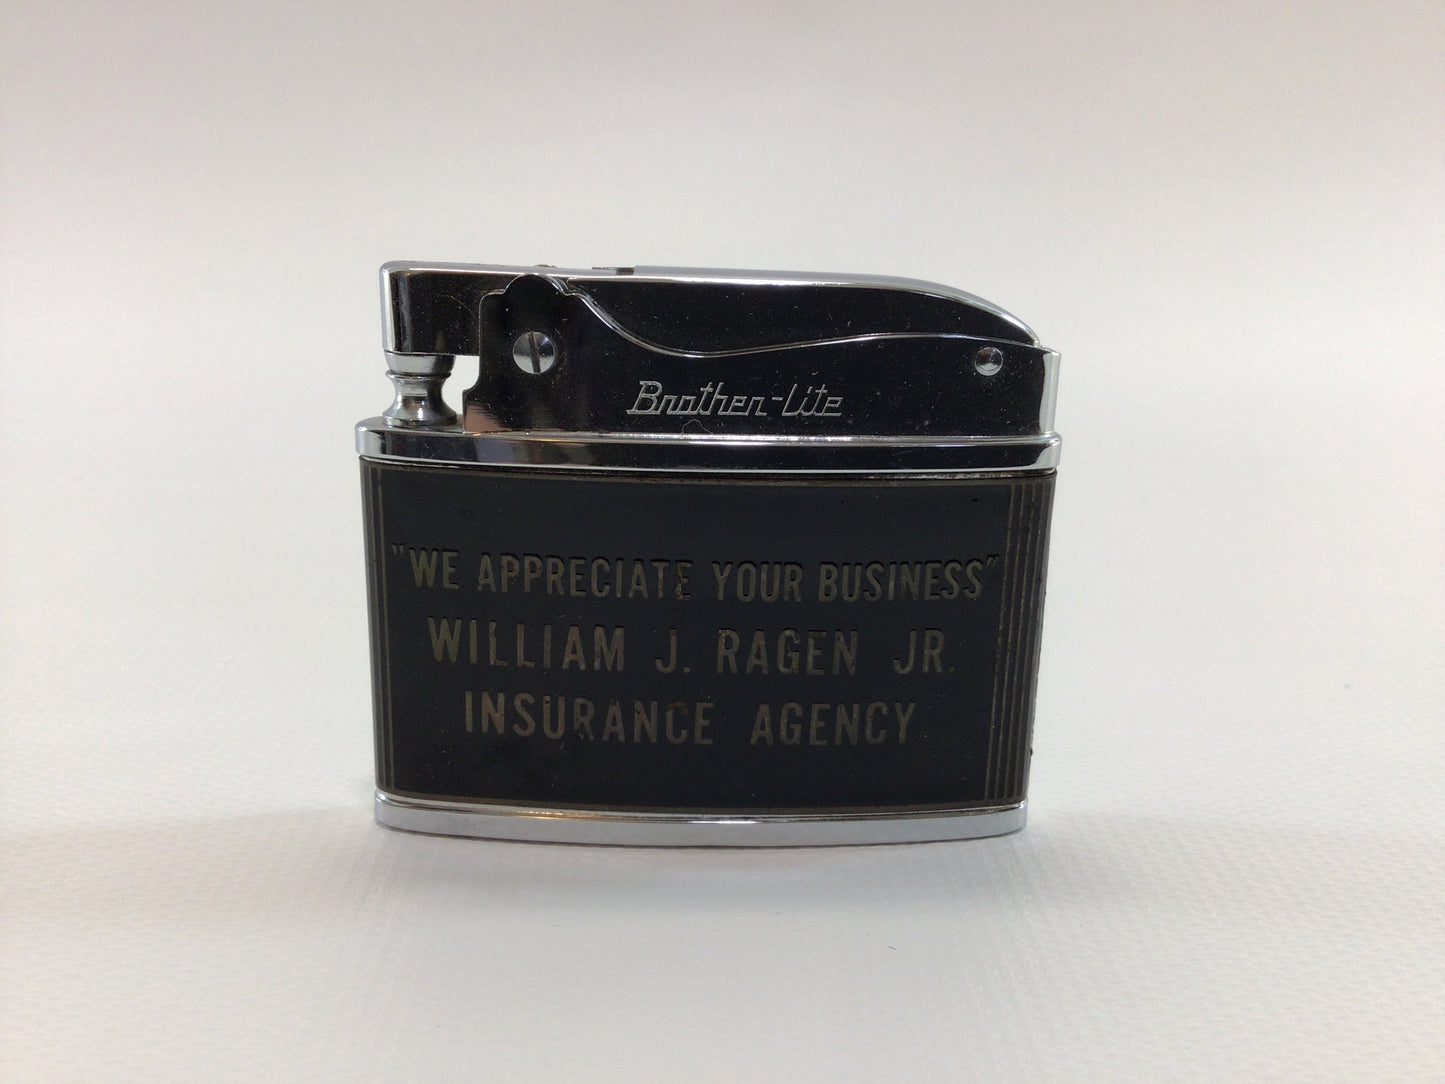 Brother-Lite
"WE APPRECIATE YOUR BUSINESS"
WILLIAM J. RAGEN JR.
INSURANCE AGENCY